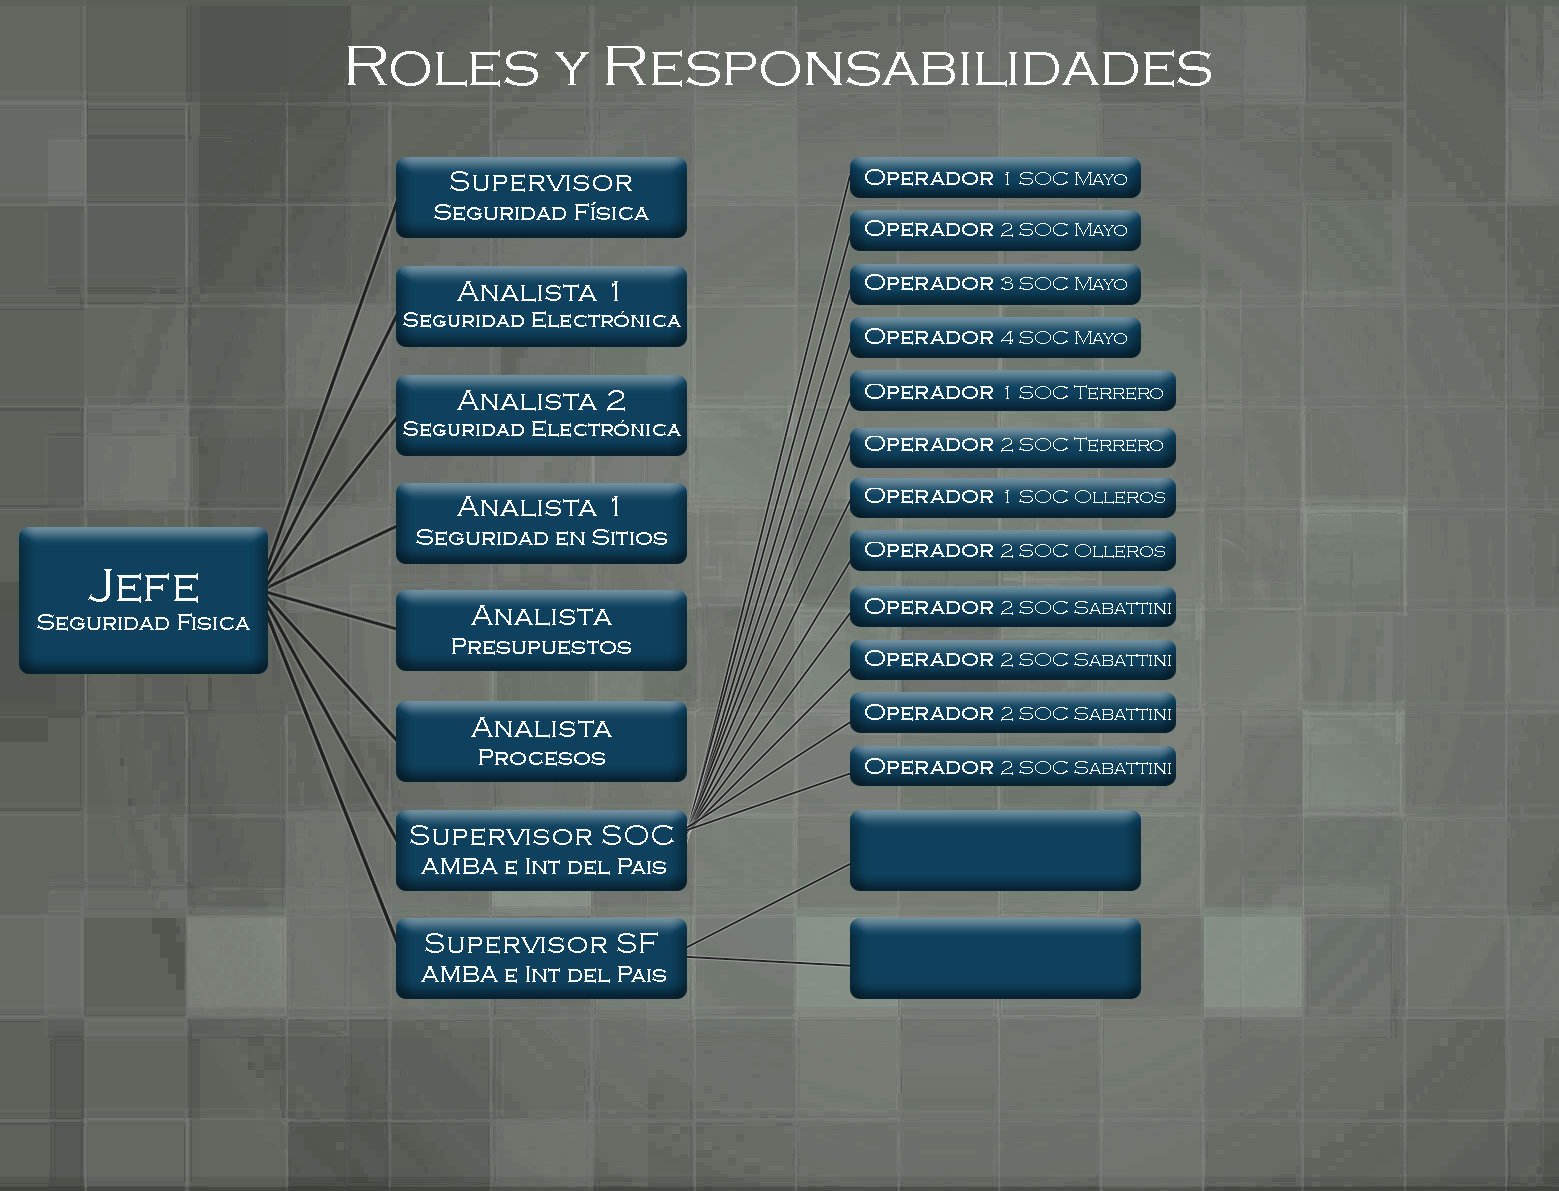 Roles y Responsabilidades
Supervisor
Seguridad Física
Analista 1
Seguridad Electrónica
Analista 2
Seguridad Electrónica
Analista 1
Seguridad en Sitios
Jefe
Seguridad Fisica
Analista
Presupuestos
Analista
Procesos
Supervisor SOC
AMBA e Int del Pais
Supervisor SF
AMBA e Int del Pais
Operador 1 SOC Mayo
Operador 2 SOC Mayo
Operador 3 SOC Mayo
Operador 4 SOC Mayo
Operador 1 SOC Terrero
Operador 2 SOC Terrero
Operador 1 SOC Olleros
Operador 2 SOC Olleros
Operador 2 SOC Sabattini
Operador 2 SOC Sabattini
Operador 2 SOC Sabattini
Operador 2 SOC Sabattini